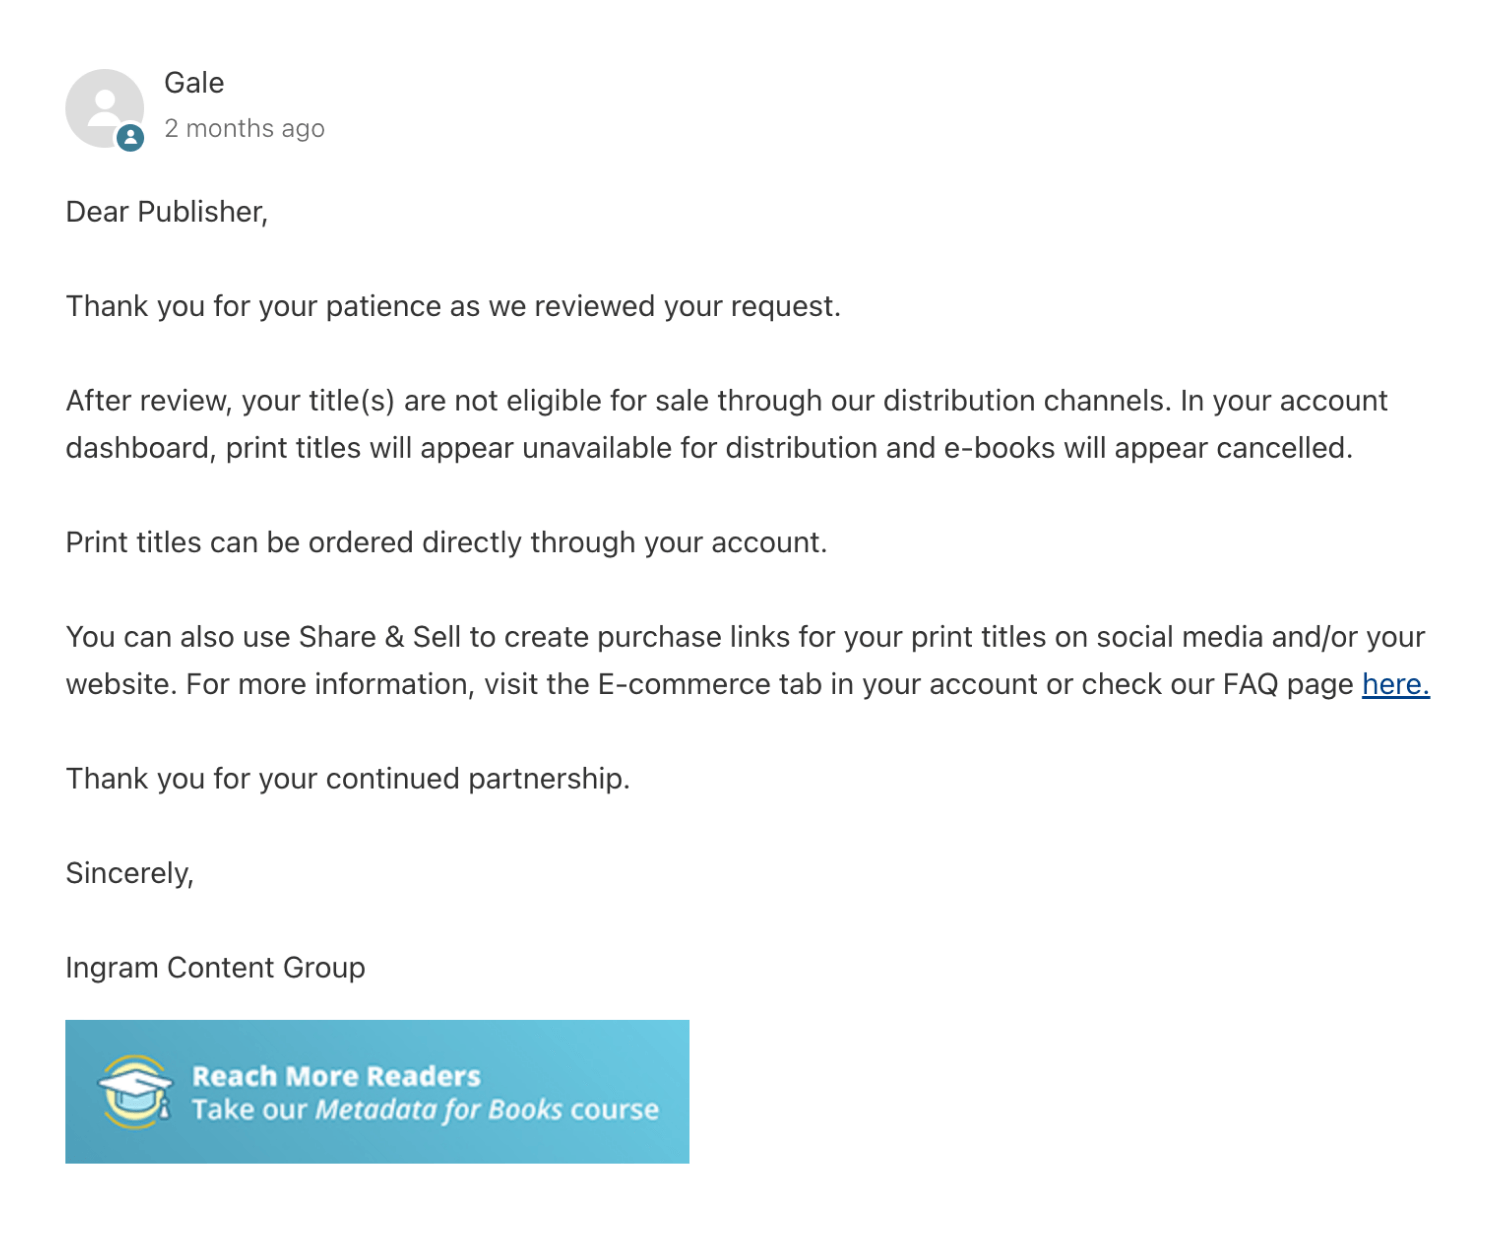 Gale
2 months ago
Dear Publisher,
Thank you for your patience as we reviewed your request.
After review, your title(s) are not eligible for sale through our distribution channels. In your account
dashboard, print titles will appear unavailable for distribution and e-books will appear cancelled.
Print titles can be ordered directly through your account.
You can also use Share & Sell to create purchase links for your print titles on social media and/or your
website. For more information, visit the E-commerce tab in your account or check our FAQ page here.
Thank you for your continued partnership.
Sincerely,
Ingram Content Group
Reach More Readers
Take our Metadata for Books course